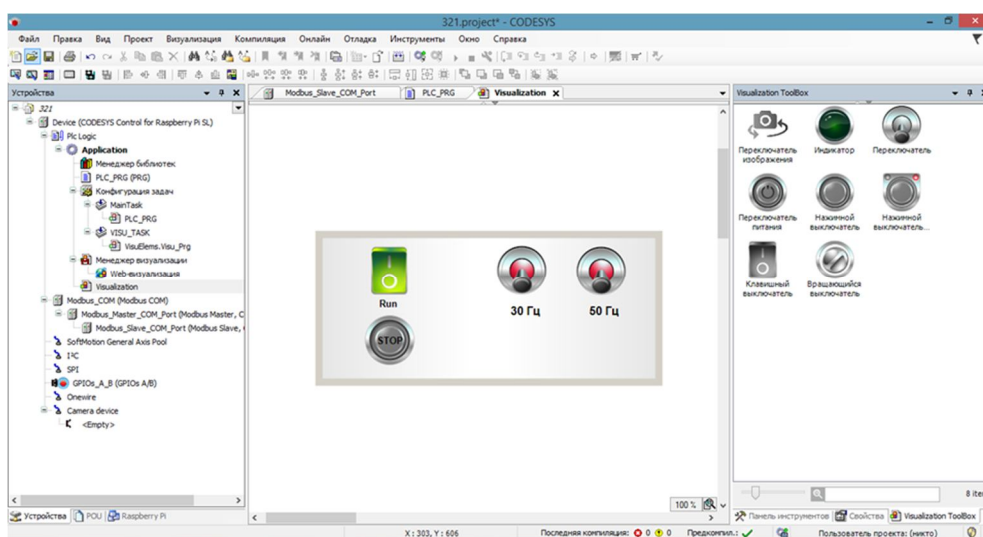 321.project* - CODESYS
Файл Правка Вид Проект Визуализация Компиляция Онлайн Отладка Инструменты Окно Справка
Устройства
Modbus_Slave_COM_Port PLC_PRG Visualization
Visualization ToolBox
321
Device (CODESYS Control for Raspberry Pi SL)
Plc Logic
Application
Менеджер библиотек
PLC_PRG (PRG)
Конфигурация задач
MainTask
PLC_PRG
VISU_TASK
VisuElems.Visu_Prg
Менеджер визуализации
Web-визуализация
Visualization
Modbus_COM (Modbus COM)
Modbus_Master_COM_Port (Modbus Master, C
Modbus_Slave_COM_Port (Modbus Slave,
SoftMotion General Axis Pool
I²C
SPI
GPIOs_A_B (GPIOs A/B)
Onewire
Camera device
<Empty>
Run
STOP
30 Гц
50 Гц
Переключатель изображения
Индикатор
Переключатель
Переключатель питания
Нажимной выключатель
Нажимной выключатель...
Клавишный выключатель
Вращающийся выключатель
100 %
8 ite
Устройства POU Raspberry Pi
Панель инструментов Свойства Visualization ToolBox
X: 303, Y: 606
Последняя компиляция: 0 0
Предкомпил.:
Пользователь проекта: (никто)